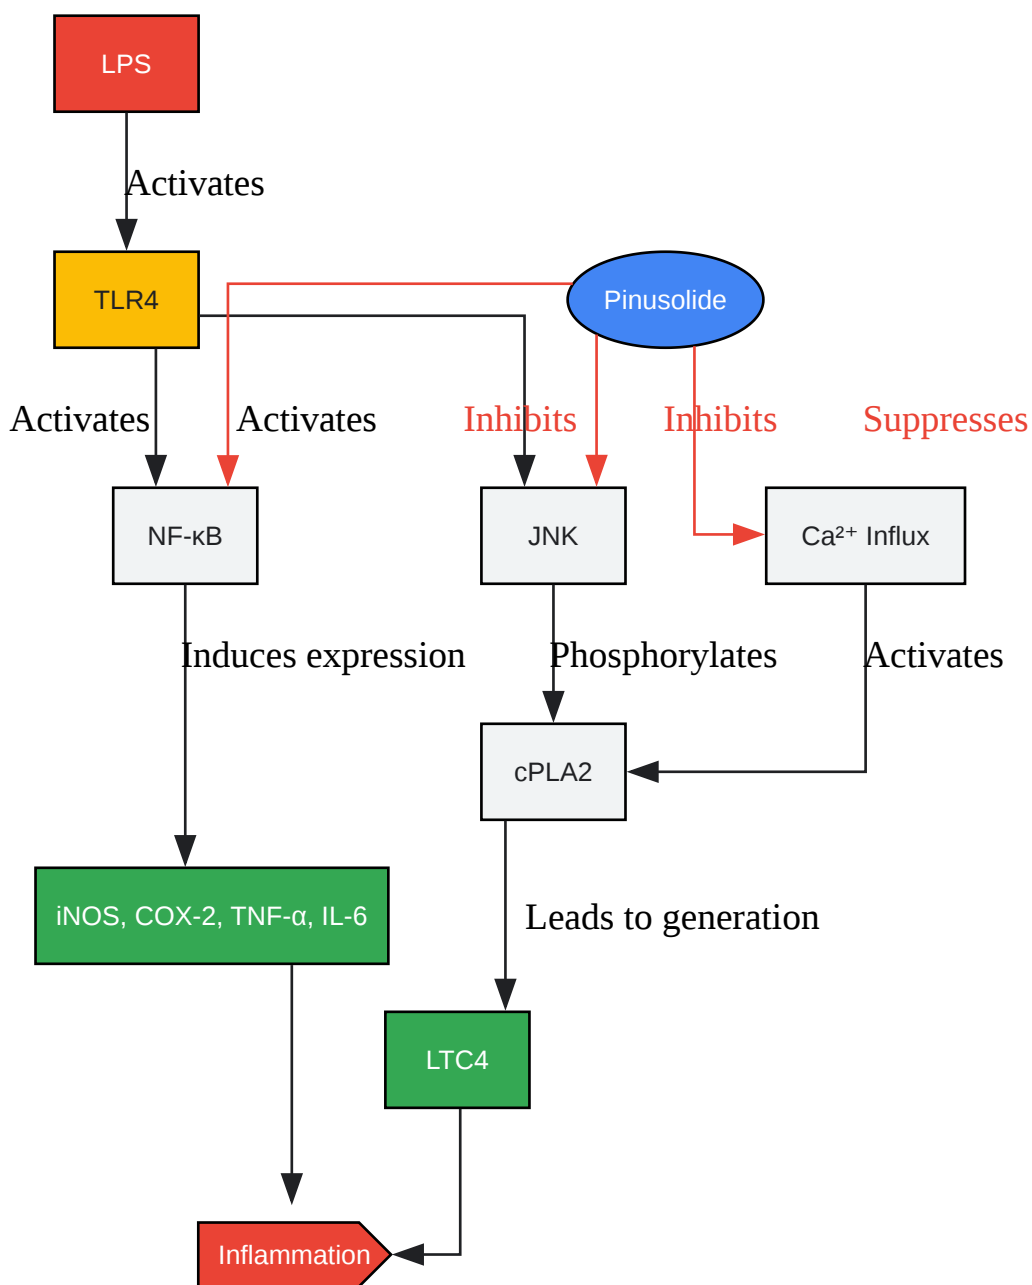 LPS
Activates
TLR4
Pinusolide
Activates
Activates
Inhibits
Inhibits
Suppresses
NF-κB
JNK
Ca²⁺ Influx
Induces expression
Phosphorylates
Activates
cPLA2
iNOS, COX-2, TNF-α, IL-6
Leads to generation
LTC4
Inflammation